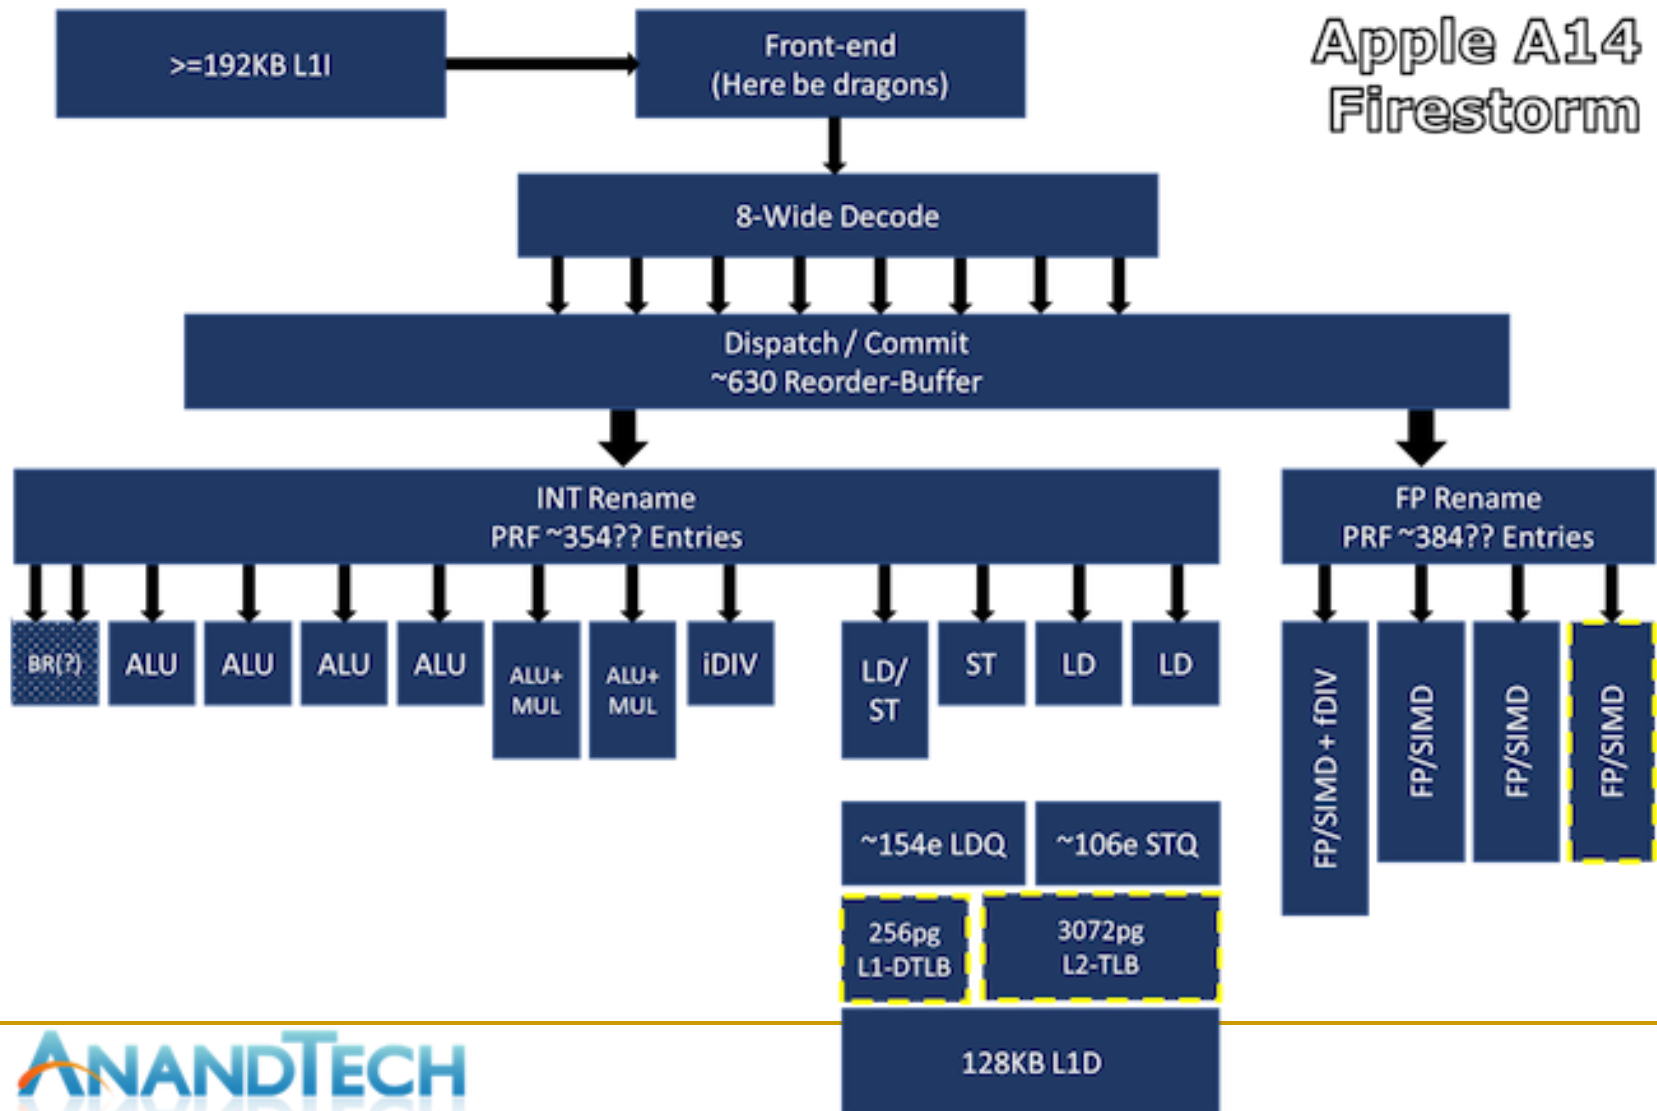 >=192KB L1I
Front-end
(Here be dragons)
Apple A14
Firestorm
8-Wide Decode
Dispatch / Commit
~630 Reorder-Buffer
INT Rename
PRF ~354?? Entries
FP Rename
PRF ~384?? Entries
BR(?)
ALU
ALU
ALU
ALU
ALU+
MUL
ALU+
MUL
iDIV
LD/
ST
ST
LD
LD
FP/SIMD + fDIV
FP/SIMD
FP/SIMD
FP/SIMD
~154e LDQ
~106e STQ
256pg
L1-DTLB
3072pg
L2-TLB
128KB L1D
ANANDTECH